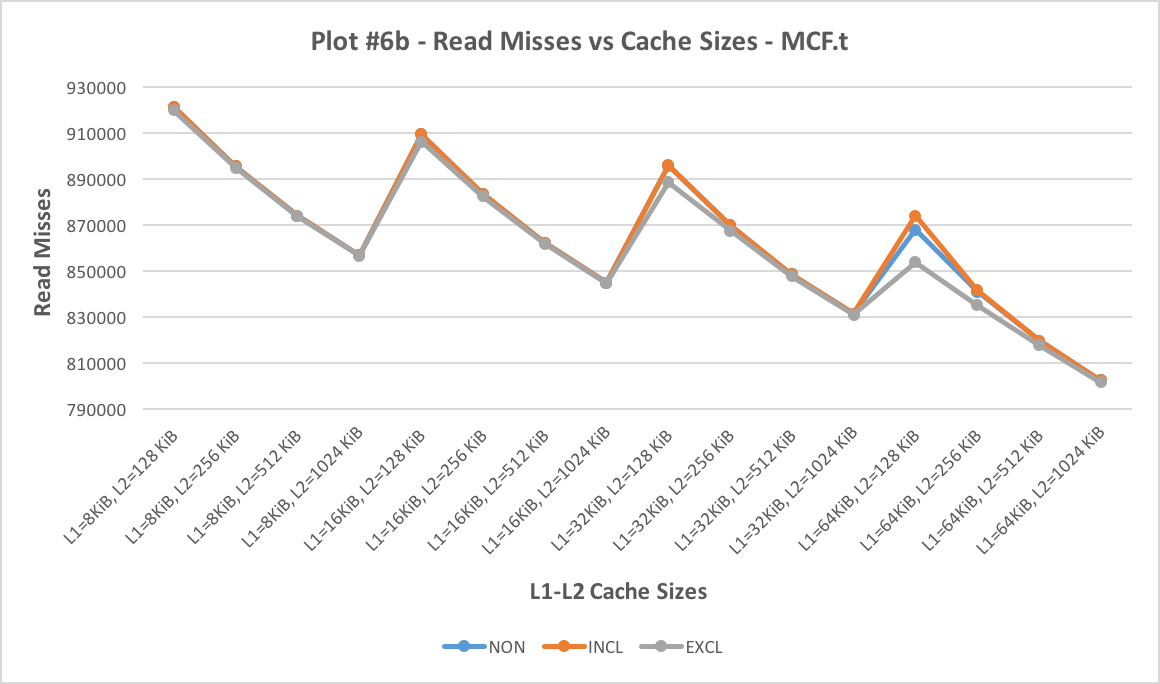 Plot #6b - Read Misses vs Cache Sizes - MCF.t
930000
910000
890000
870000
850000
830000
810000
790000
Read Misses
L1=8KiB, L2=128 KiB
L1=8KiB, L2=256 KiB
L1=8KiB, L2=512 KiB
L1=8KiB, L2=1024 KiB
L1=16KiB, L2=128 KiB
L1=16KiB, L2=256 KiB
L1=16KiB, L2=512 KiB
L1=16KiB, L2=1024 KiB
L1=32KiB, L2=128 KiB
L1=32KiB, L2=256 KiB
L1=32KiB, L2=512 KiB
L1=32KiB, L2=1024 KiB
L1=64KiB, L2=128 KiB
L1=64KiB, L2=256 KiB
L1=64KiB, L2=512 KiB
L1=64KiB, L2=1024 KiB
L1-L2 Cache Sizes
NON INCL EXCL